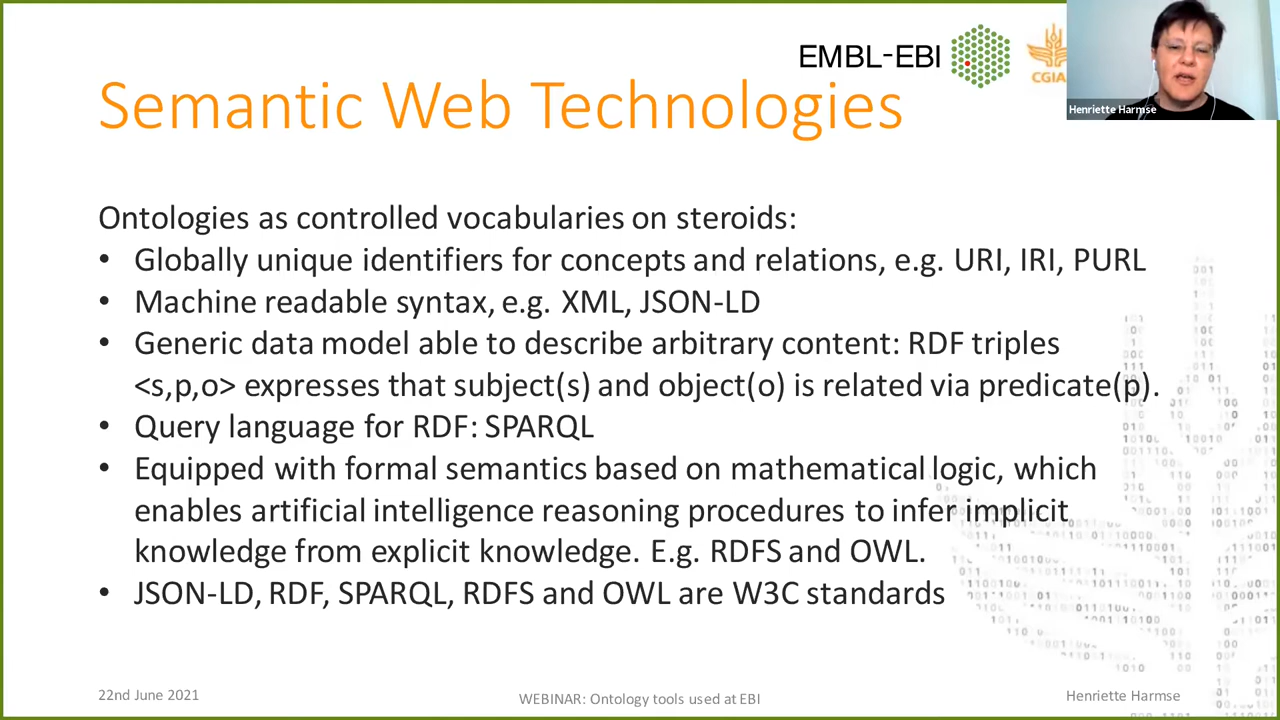 EMBL-EBI
CGIA
Henriette Harmse
Semantic Web Technologies
Ontologies as controlled vocabularies on steroids:
• Globally unique identifiers for concepts and relations, e.g. URI, IRI, PURL
• Machine readable syntax, e.g. XML, JSON-LD
• Generic data model able to describe arbitrary content: RDF triples
<s,p,o> expresses that subject(s) and object(o) is related via predicate(p).
• Query language for RDF: SPARQL
• Equipped with formal semantics based on mathematical logic, which
enables artificial intelligence reasoning procedures to infer implicit
knowledge from explicit knowledge. E.g. RDFS and OWL.
• JSON-LD, RDF, SPARQL, RDFS and OWL are W3C standards
22nd June 2021
WEBINAR: Ontology tools used at EBI
Henriette Harmse